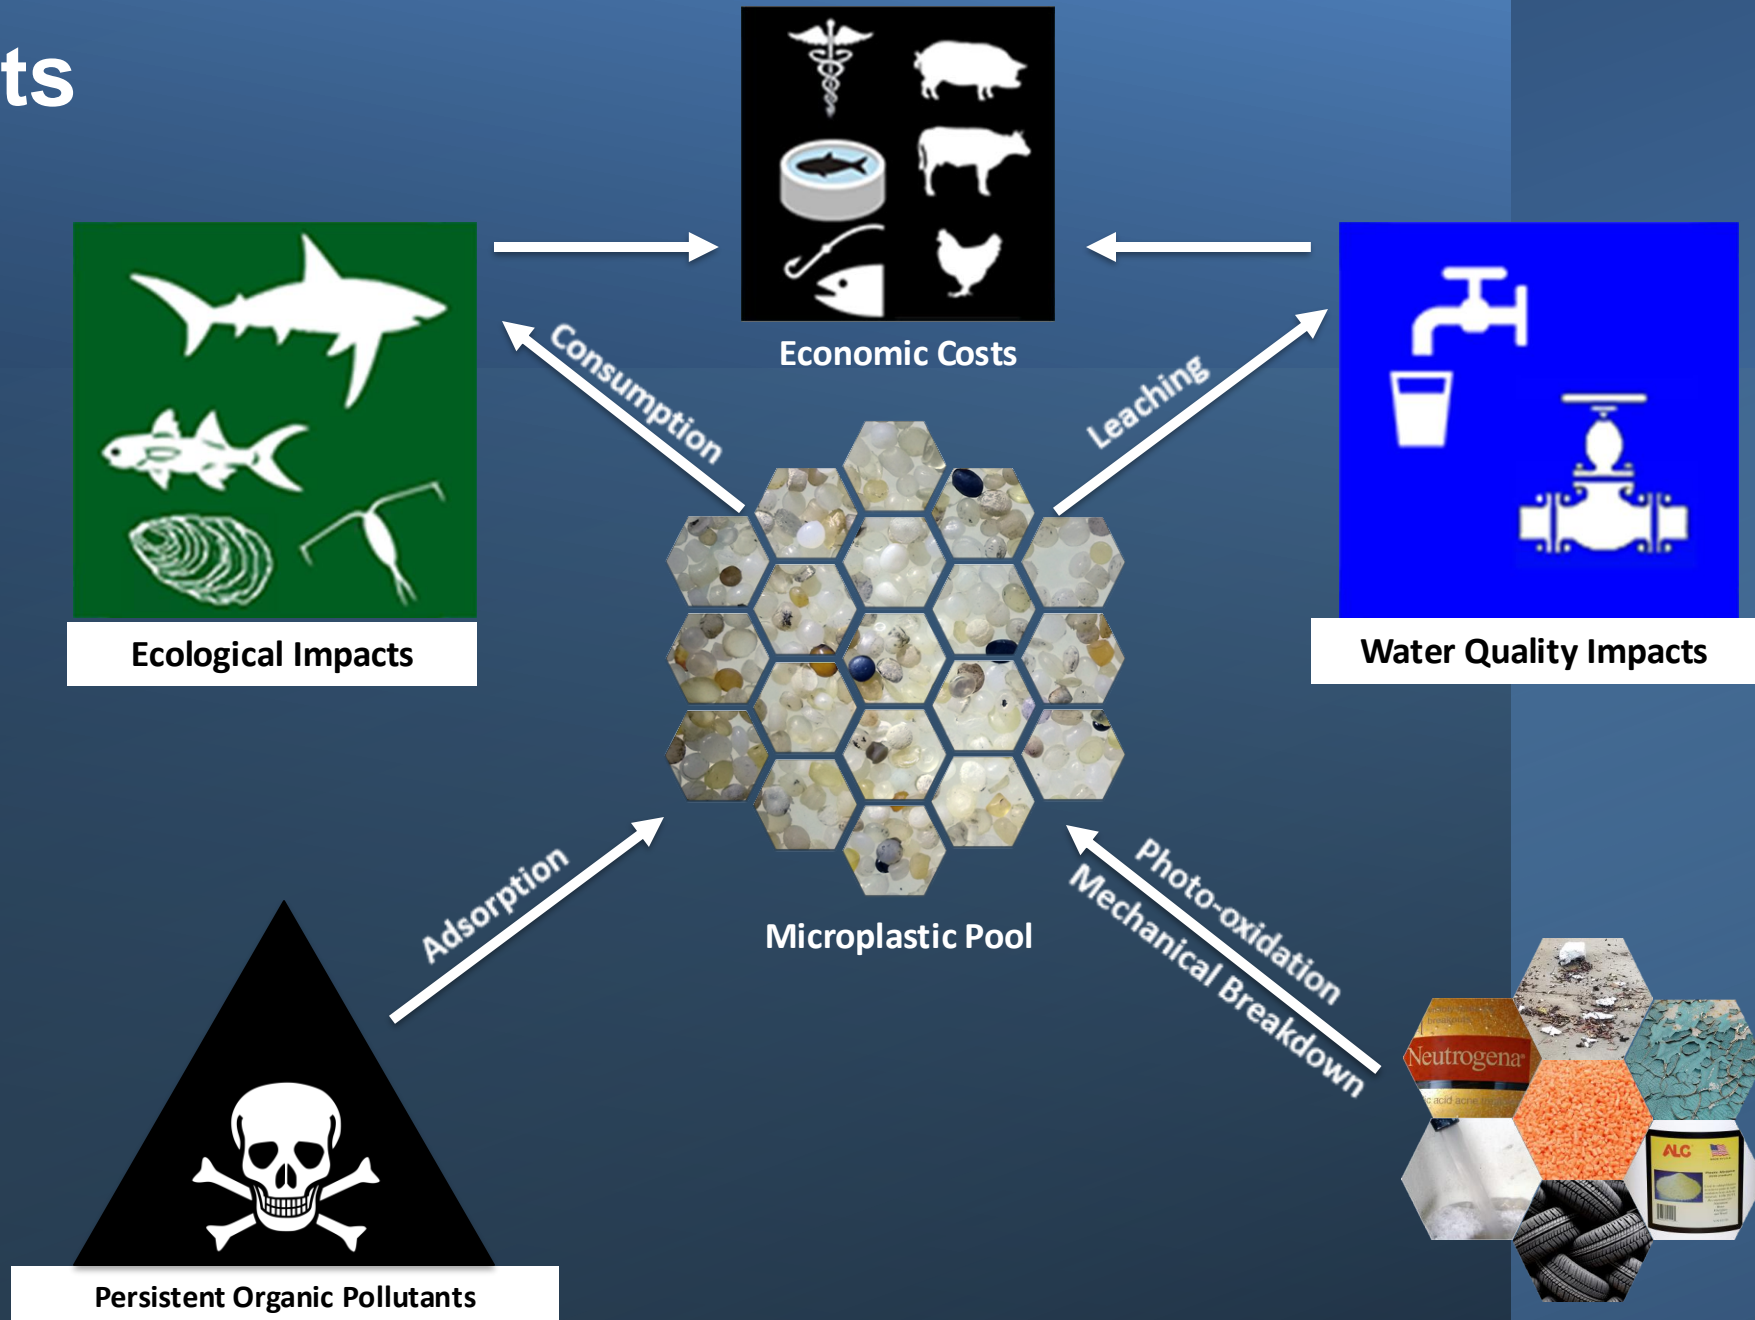 ts
Economic Costs
Consumption
Leaching
Ecological Impacts
Water Quality Impacts
Microplastic Pool
Adsorption
Photo-oxidation
Mechanical Breakdown
Neutrogena
ALC
Persistent Organic Pollutants